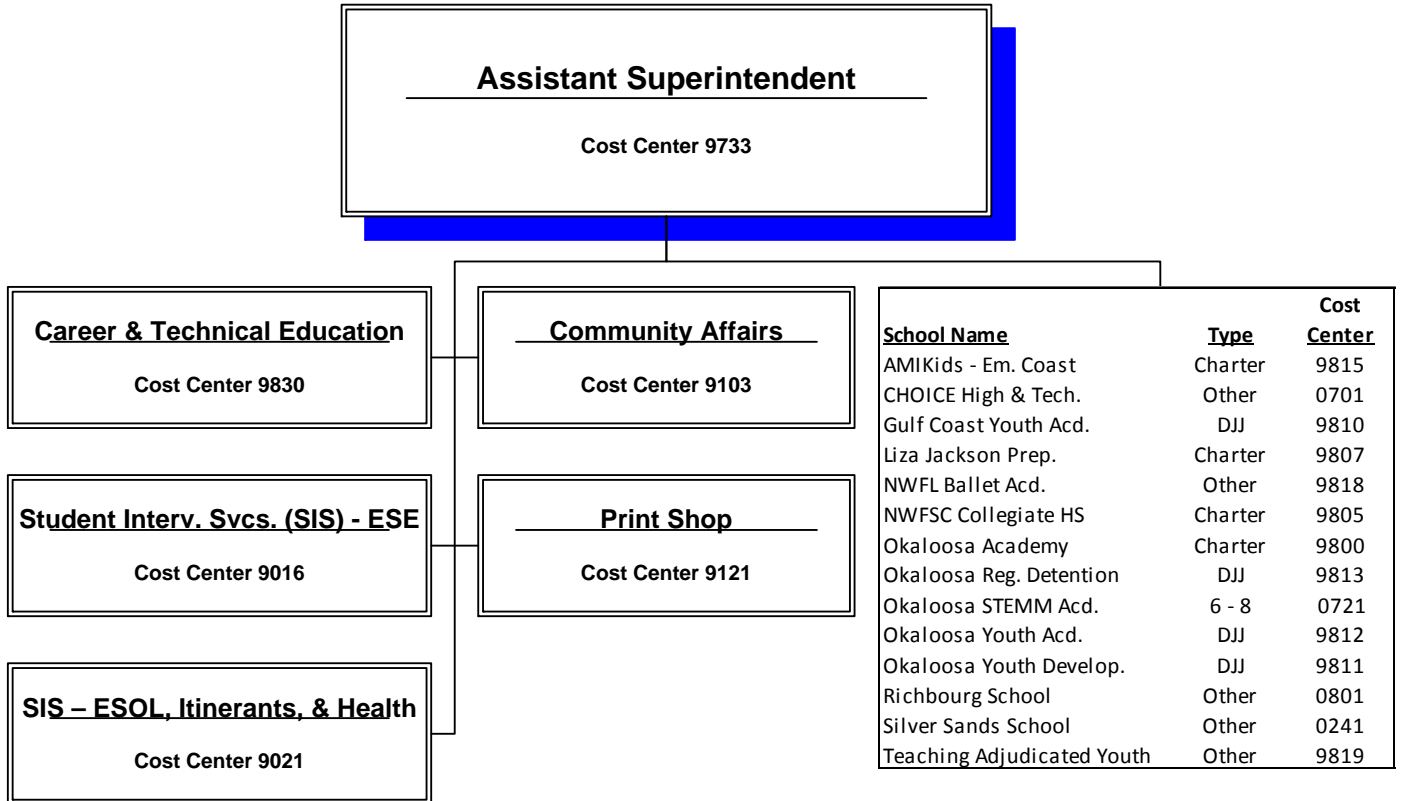 Assistant Superintendent
Cost Center 9733
Career & Technical Education
Cost Center 9830
Community Affairs
Cost Center 9103
Student Interv. Svcs. (SIS) - ESE
Cost Center 9016
Print Shop
Cost Center 9121
SIS – ESOL, Itinerants, & Health
Cost Center 9021
Cost
School Name Type Center
AMIKids - Em. Coast Charter 9815
CHOICE High & Tech. Other 0701
Gulf Coast Youth Acd. DJJ 9810
Liza Jackson Prep. Charter 9807
NWFL Ballet Acd. Other 9818
NWFSC Collegiate HS Charter 9805
Okaloosa Academy Charter 9800
Okaloosa Reg. Detention DJJ 9813
Okaloosa STEMM Acd. 6 - 8 0721
Okaloosa Youth Acd. DJJ 9812
Okaloosa Youth Develop. DJJ 9811
Richbourg School Other 0801
Silver Sands School Other 0241
Teaching Adjudicated Youth Other 9819